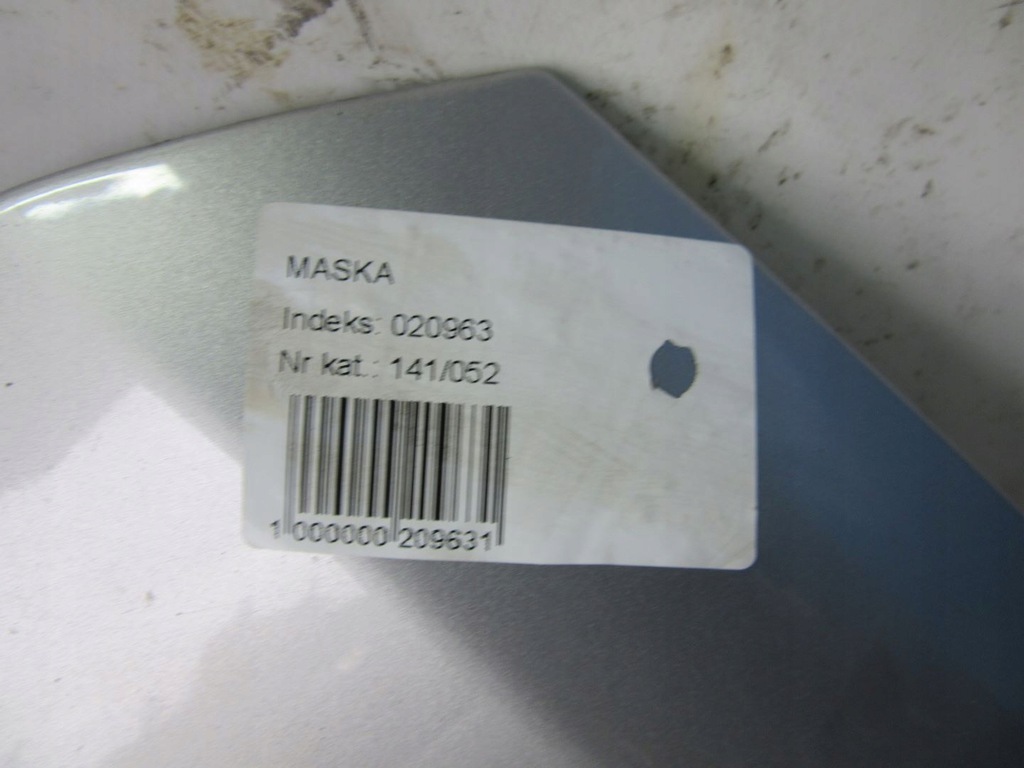 MASKA
Indeks: 020963
Nr kat.: 141/052
1 000000 209631